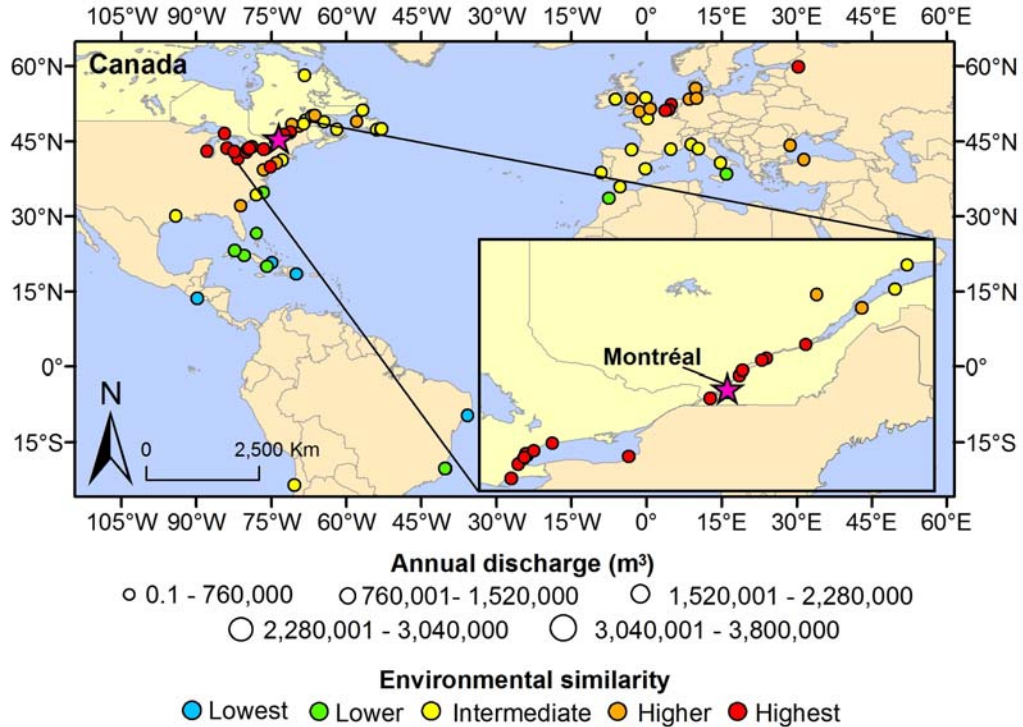 105°W 90°W 75°W 60°W 45°W 30°W 15°W 0° 15°E 30°E 45°E 60°E
Canada
60°N 60°N
45°N 45°N
30°N 30°N
15°N 15°N
Montréal
0° 0°
N
0 2,500 Km
15°S 15°S
105°W 90°W 75°W 60°W 45°W 30°W 15°W 0° 15°E 30°E 45°E 60°E
Annual discharge (m³)
0.1 - 760,000 760,001- 1,520,000 1,520,001 - 2,280,000
2,280,001 - 3,040,000 3,040,001 - 3,800,000
Environmental similarity
Lowest Lower Intermediate Higher Highest